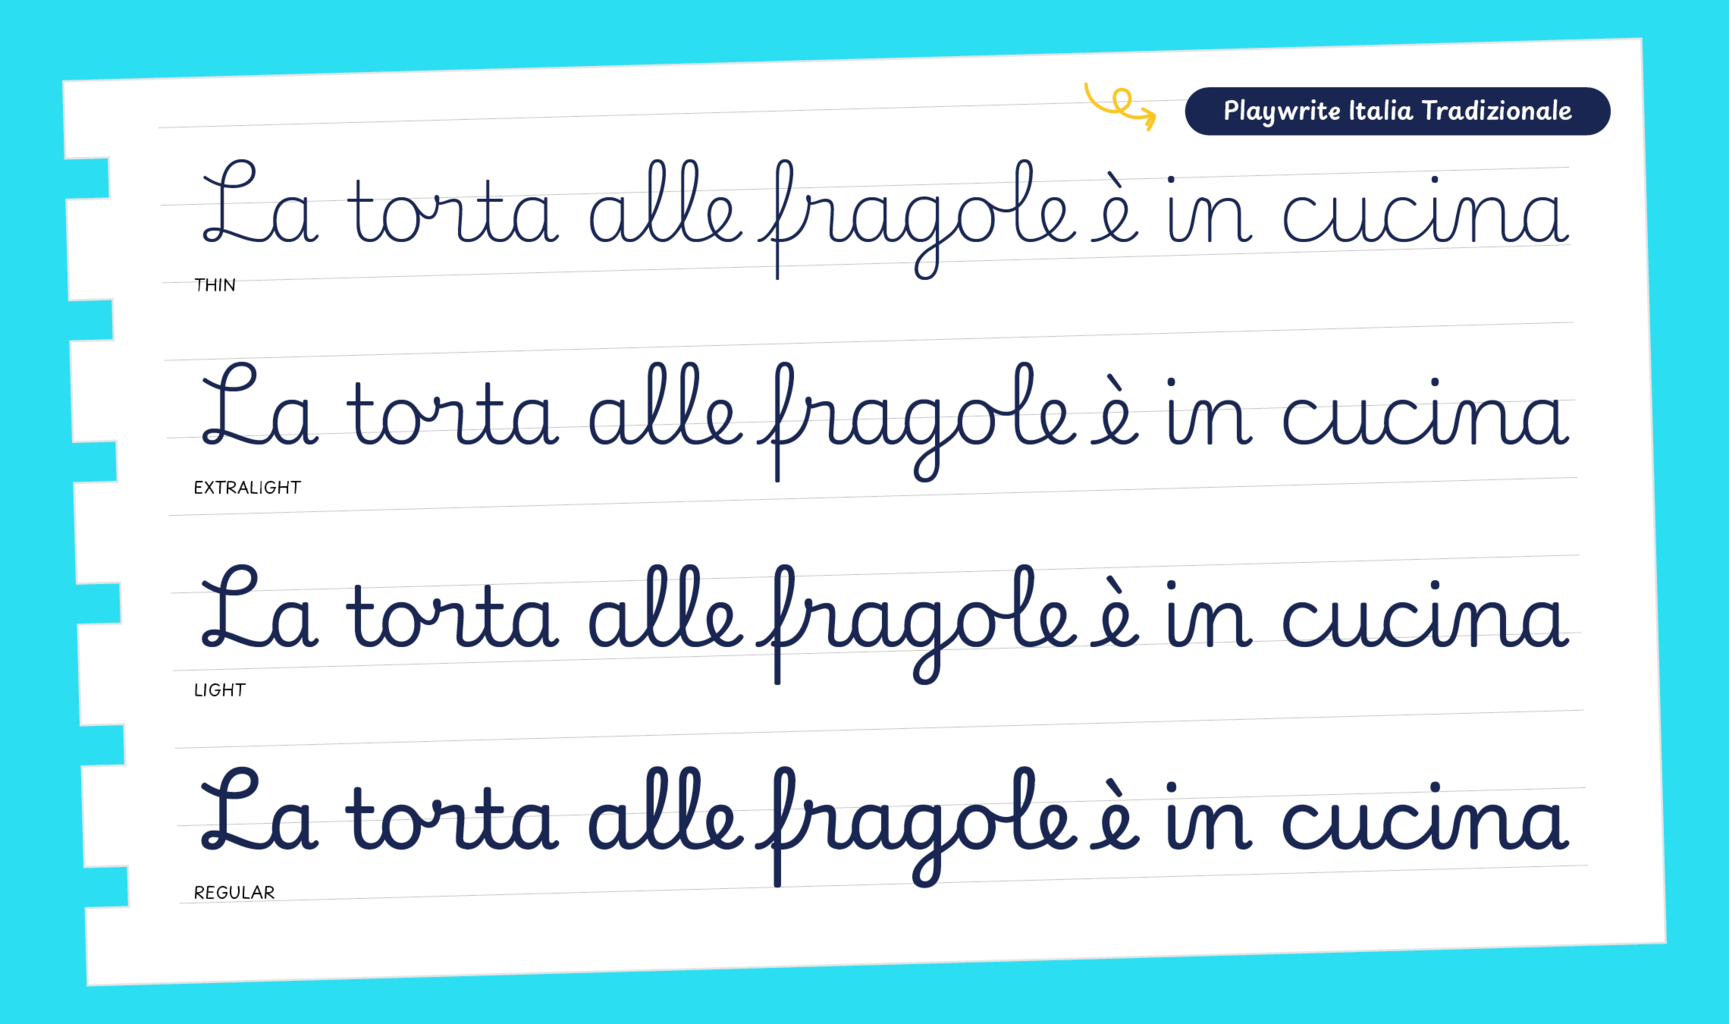 Playwrite Italia Tradizionale
La torta alle fragole è in cucina
THIN
La torta alle fragole è in cucina
EXTRALIGHT
La torta alle fragole è in cucina
LIGHT
La torta alle fragole è in cucina
REGULAR